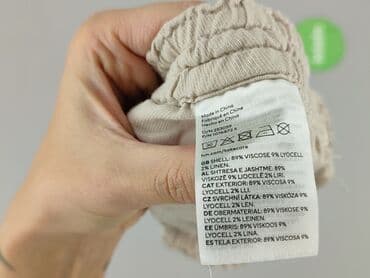 Made in China
Fabriqué en Chine
Hecho en China
GB SHELL: 89% VISCOSE 9% LYOCELL
2% LINEN.
AL SHTRESA E JASHTME: 89%
VISKOZË 9% LIOCELË 2% LIRI.
CAT EXTERIOR: 89% VISCOSA 9%
LYOCELL 2% LLI.
CZ SVRCHNÍ LÁTKA: 89% VISKÓZA 9%
LYOCELL 2% LEN.
DE OBERMATERIAL: 89% VISKOSE 9%
LYOCELL 2% LEINEN.
EE ÜMBRIS: 89% VISKOOS 9%
LYOCELL 2% LINANE.
ES TELA EXTERIOR: 89% VISCOSA 9%